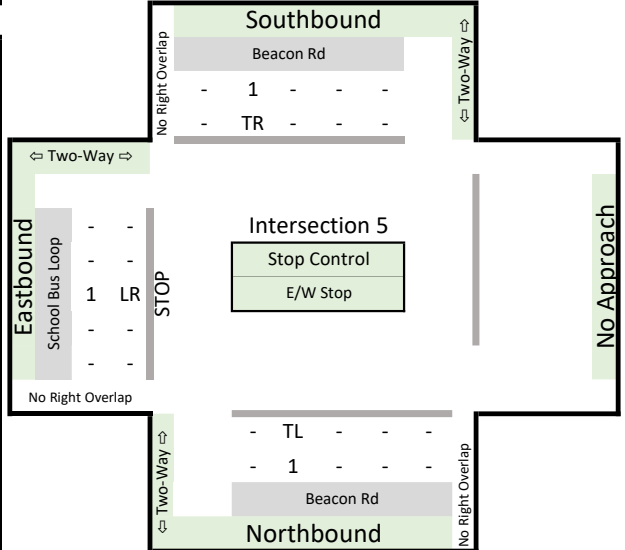 Southbound
Beacon Rd
No Right Overlap
- 1 - - -
- TR - - -
⇦ Two-Way ⇨
⇦ Two-Way ⇨
Eastbound
School Bus Loop
- -
- -
1 LR
- -
- -
STOP
No Right Overlap
Intersection 5
Stop Control
E/W Stop
No Approach
⇦ Two-Way ⇨
- TL - - -
- 1 - - -
Beacon Rd
Northbound
No Right Overlap